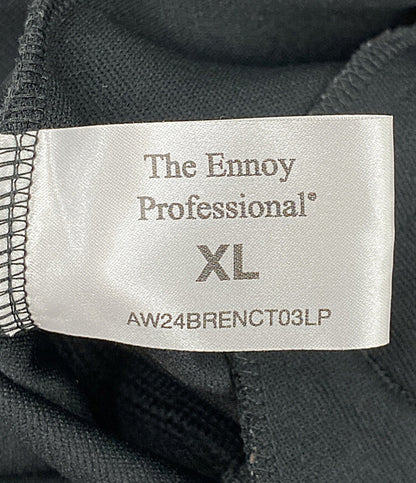 The Ennoy
Professional®
XL
AW24BRENCT03LP